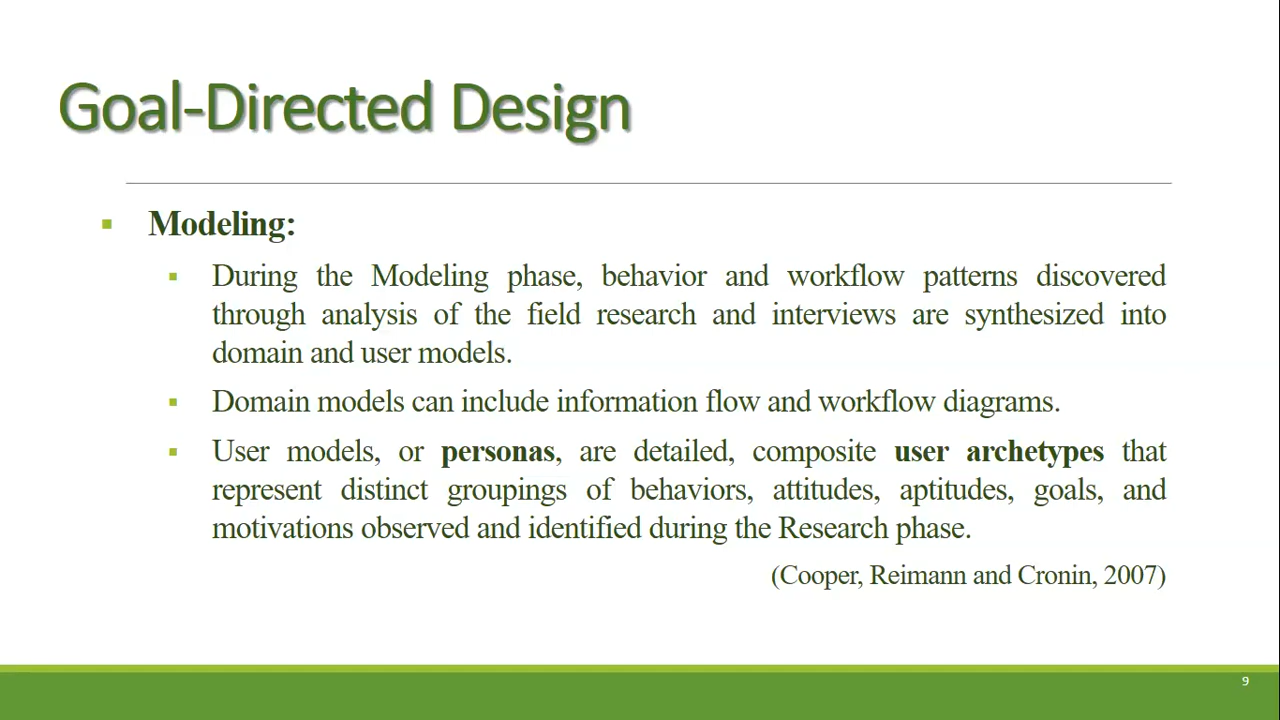 Goal-Directed Design
▪ Modeling:
▪ During the Modeling phase, behavior and workflow patterns discovered
through analysis of the field research and interviews are synthesized into
domain and user models.
▪ Domain models can include information flow and workflow diagrams.
▪ User models, or personas, are detailed, composite user archetypes that
represent distinct groupings of behaviors, attitudes, aptitudes, goals, and
motivations observed and identified during the Research phase.
(Cooper, Reimann and Cronin, 2007)
9